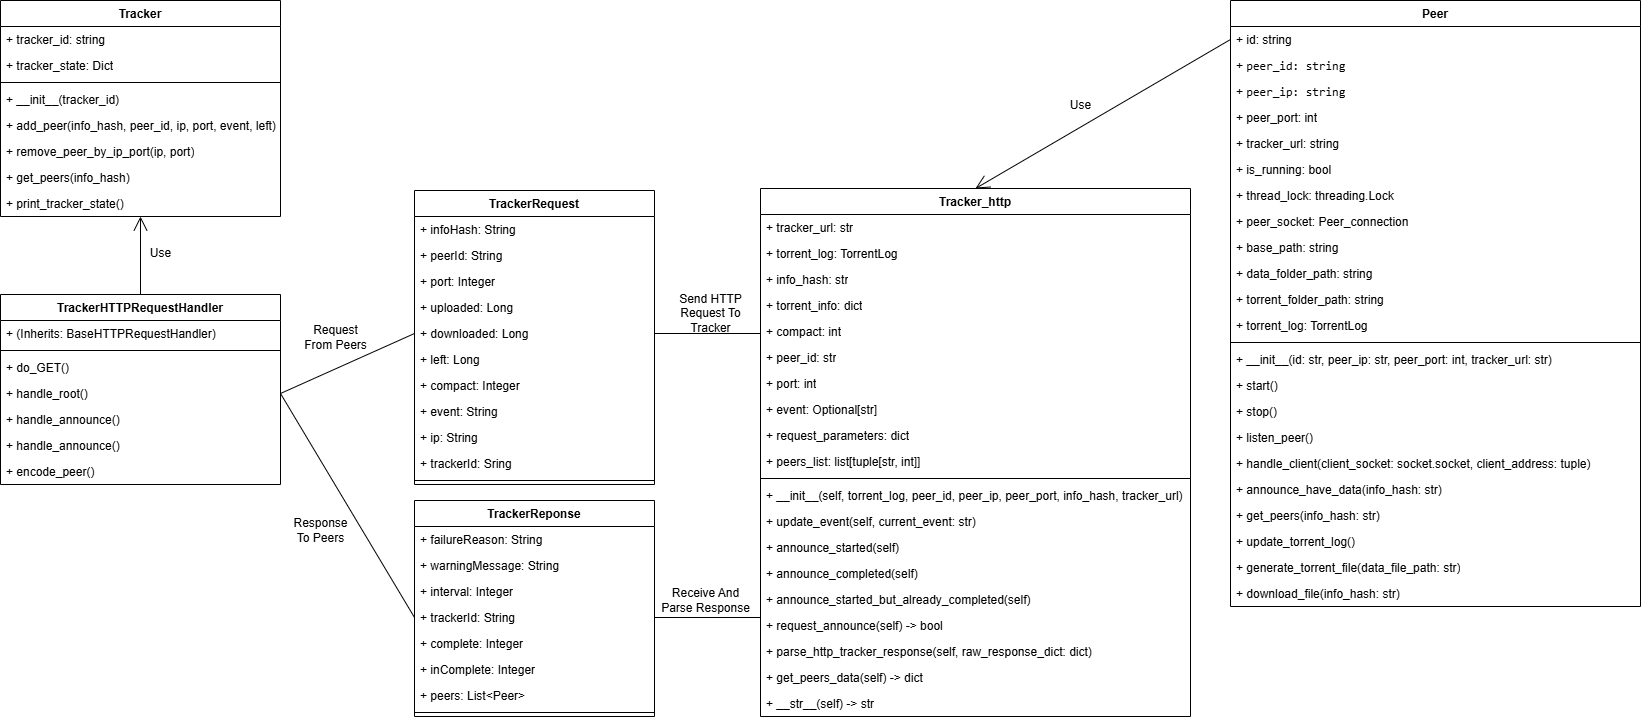 Tracker
+ tracker_id: string
+ tracker_state: Dict
+ __init__(tracker_id)
+ add_peer(info_hash, peer_id, ip, port, event, left)
+ remove_peer_by_ip_port(ip, port)
+ get_peers(info_hash)
+ print_tracker_state()
Use
TrackerHTTPRequestHandler
+ (Inherits: BaseHTTPRequestHandler)
+ do_GET()
+ handle_root()
+ handle_announce()
+ handle_announce()
+ encode_peer()
Request
From Peers
Response
To Peers
TrackerRequest
+ infoHash: String
+ peerId: String
+ port: Integer
+ uploaded: Long
+ downloaded: Long
+ left: Long
+ compact: Integer
+ event: String
+ ip: String
+ trackerId: Sring
TrackerReponse
+ failureReason: String
+ warningMessage: String
+ interval: Integer
+ trackerId: String
+ complete: Integer
+ inComplete: Integer
+ peers: List<Peer>
Send HTTP
Request To
Tracker
Receive And
Parse Response
Tracker_http
+ tracker_url: str
+ torrent_log: TorrentLog
+ info_hash: str
+ torrent_info: dict
+ compact: int
+ peer_id: str
+ port: int
+ event: Optional[str]
+ request_parameters: dict
+ peers_list: list[tuple[str, int]]
+ __init__(self, torrent_log, peer_id, peer_ip, peer_port, info_hash, tracker_url)
+ update_event(self, current_event: str)
+ announce_started(self)
+ announce_completed(self)
+ announce_started_but_already_completed(self)
+ request_announce(self) -> bool
+ parse_http_tracker_response(self, raw_response_dict: dict)
+ get_peers_data(self) -> dict
+ __str__(self) -> str
Use
Peer
+ id: string
+ peer_id: string
+ peer_ip: string
+ peer_port: int
+ tracker_url: string
+ is_running: bool
+ thread_lock: threading.Lock
+ peer_socket: Peer_connection
+ base_path: string
+ data_folder_path: string
+ torrent_folder_path: string
+ torrent_log: TorrentLog
+ __init__(id: str, peer_ip: str, peer_port: int, tracker_url: str)
+ start()
+ stop()
+ listen_peer()
+ handle_client(client_socket: socket.socket, client_address: tuple)
+ announce_have_data(info_hash: str)
+ get_peers(info_hash: str)
+ update_torrent_log()
+ generate_torrent_file(data_file_path: str)
+ download_file(info_hash: str)